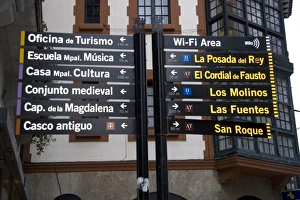 Oficina de Turismo
Escuela Mpal. Música
Casa Mpal. Cultura
Conjunto medieval
Cap. de la Magdalena
Casco antiguo
Wi-Fi Area
La Posada del Rey
El Cordial de Fausto
Los Molinos
Las Fuentes
San Roque